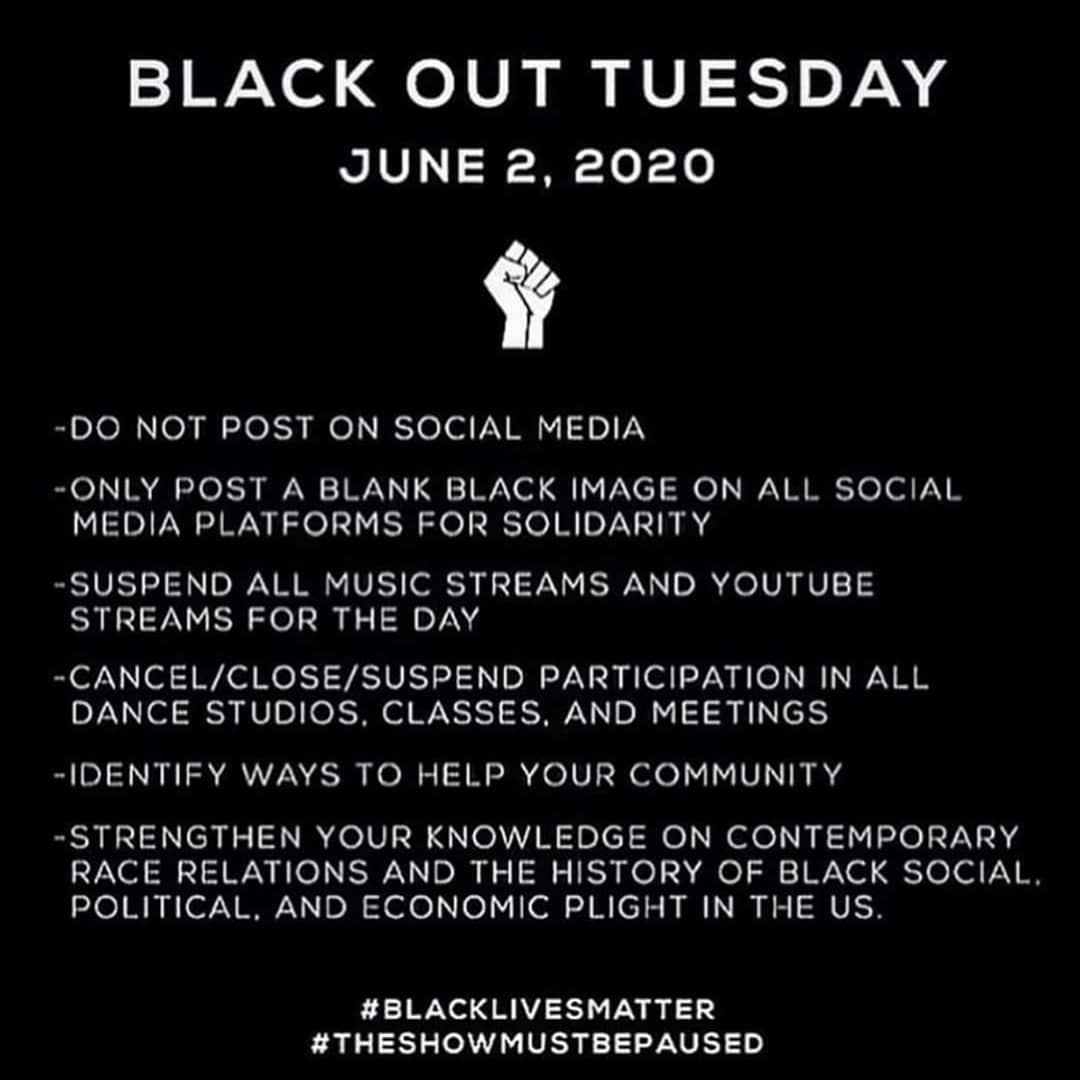 BLACK OUT TUESDAY
JUNE 2, 2020
-DO NOT POST ON SOCIAL MEDIA
-ONLY POST A BLANK BLACK IMAGE ON ALL SOCIAL
MEDIA PLATFORMS FOR SOLIDARITY
-SUSPEND ALL MUSIC STREAMS AND YOUTUBE
STREAMS FOR THE DAY
-CANCEL/CLOSE/SUSPEND PARTICIPATION IN ALL
DANCE STUDIOS, CLASSES, AND MEETINGS
-IDENTIFY WAYS TO HELP YOUR COMMUNITY
-STRENGTHEN YOUR KNOWLEDGE ON CONTEMPORARY
RACE RELATIONS AND THE HISTORY OF BLACK SOCIAL,
POLITICAL, AND ECONOMIC PLIGHT IN THE US.
#BLACKLIVESMATTER
#THESHOWMUSTBEPAUSED